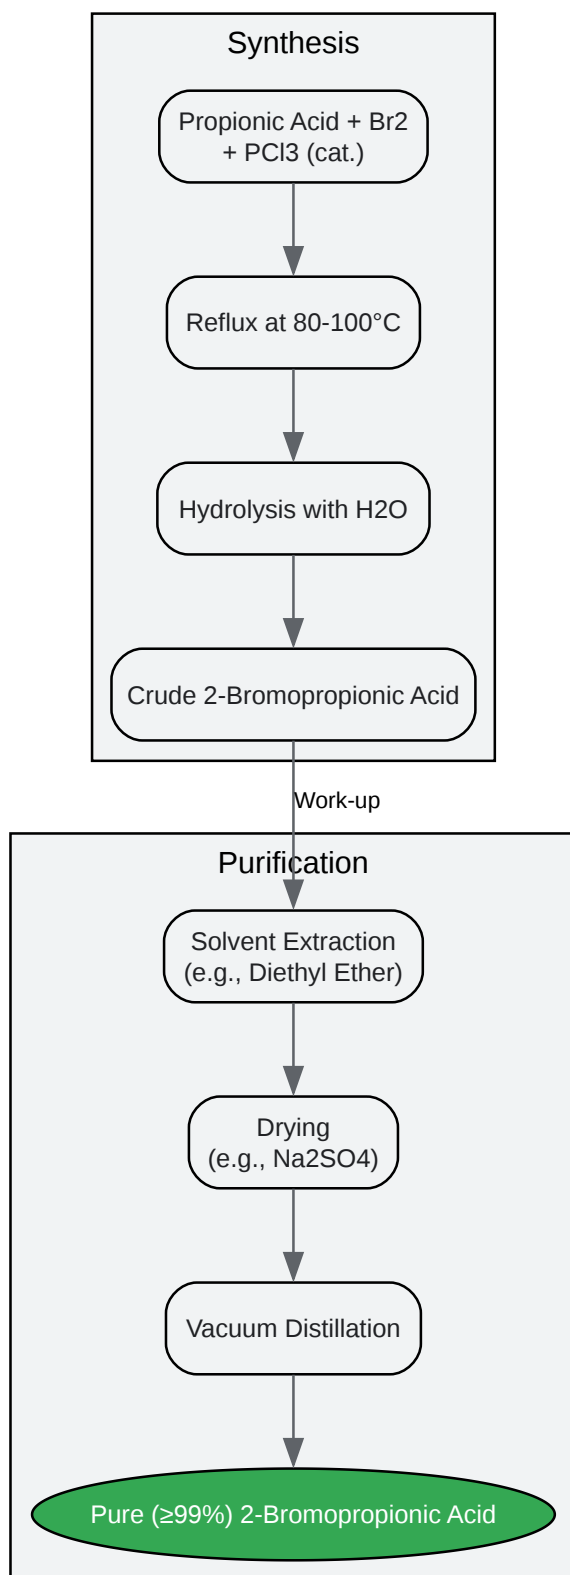 Synthesis
Propionic Acid + Br2
+ PCl3 (cat.)
Reflux at 80-100°C
Hydrolysis with H2O
Crude 2-Bromopropionic Acid
Work-up
Purification
Solvent Extraction
(e.g., Diethyl Ether)
Drying
(e.g., Na2SO4)
Vacuum Distillation
Pure (≥99%) 2-Bromopropionic Acid